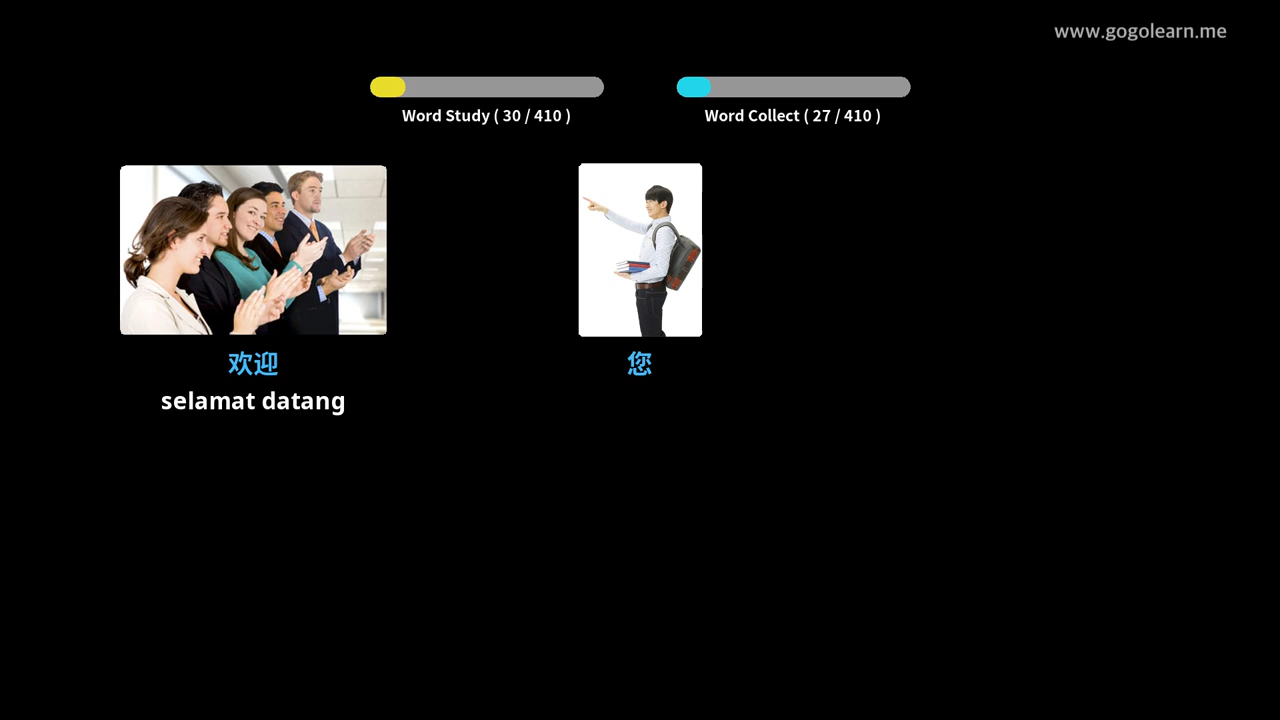 www.gogolearn.me
Word Study ( 30 / 410 )
Word Collect ( 27 / 410 )
欢迎
selamat datang
您